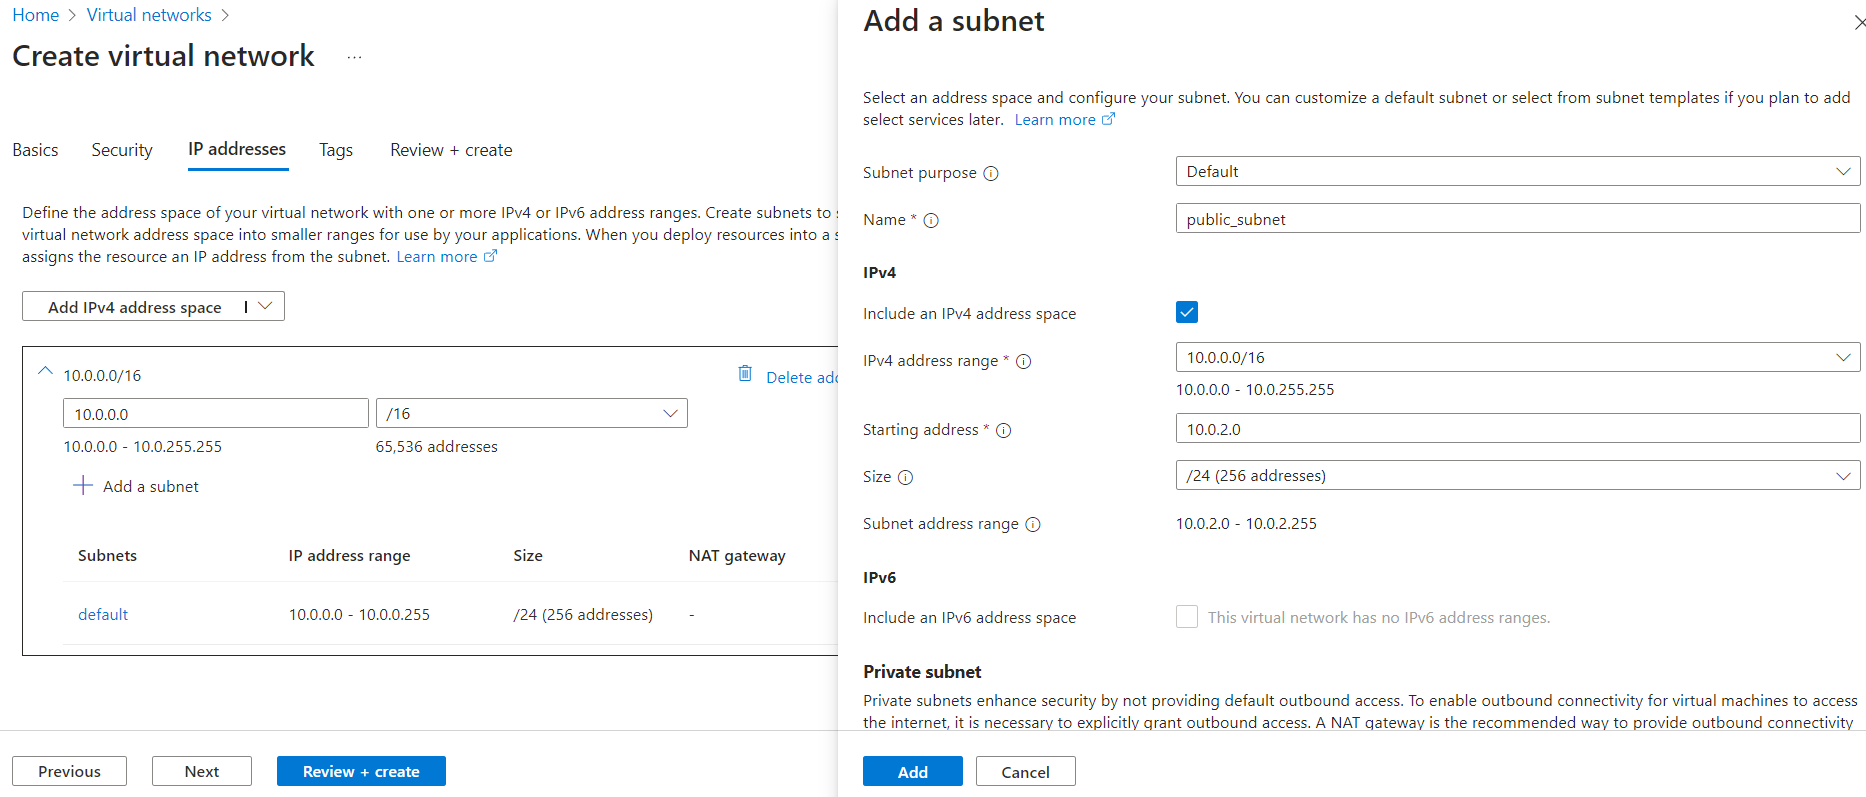 Home > Virtual networks >
Create virtual network ...
Basics Security IP addresses Tags Review + create
Define the address space of your virtual network with one or more IPv4 or IPv6 address ranges. Create subnets to
virtual network address space into smaller ranges for use by your applications. When you deploy resources into a
assigns the resource an IP address from the subnet. Learn more
Add IPv4 address space |
10.0.0.0/16
Delete add
10.0.0.0 /16
10.0.0.0 - 10.0.255.255 65,536 addresses
+ Add a subnet
Subnets IP address range Size NAT gateway
default 10.0.0.0 - 10.0.0.255 /24 (256 addresses) -
Previous Next Review + create
Add a subnet
Select an address space and configure your subnet. You can customize a default subnet or select from subnet templates if you plan to add
select services later. Learn more
Subnet purpose Default
Name * public_subnet
IPv4
Include an IPv4 address space
IPv4 address range * 10.0.0.0/16
10.0.0.0 - 10.0.255.255
Starting address * 10.0.2.0
Size /24 (256 addresses)
Subnet address range 10.0.2.0 - 10.0.2.255
IPv6
Include an IPv6 address space This virtual network has no IPv6 address ranges.
Private subnet
Private subnets enhance security by not providing default outbound access. To enable outbound connectivity for virtual machines to access
the internet, it is necessary to explicitly grant outbound access. A NAT gateway is the recommended way to provide outbound connectivity
Add Cancel